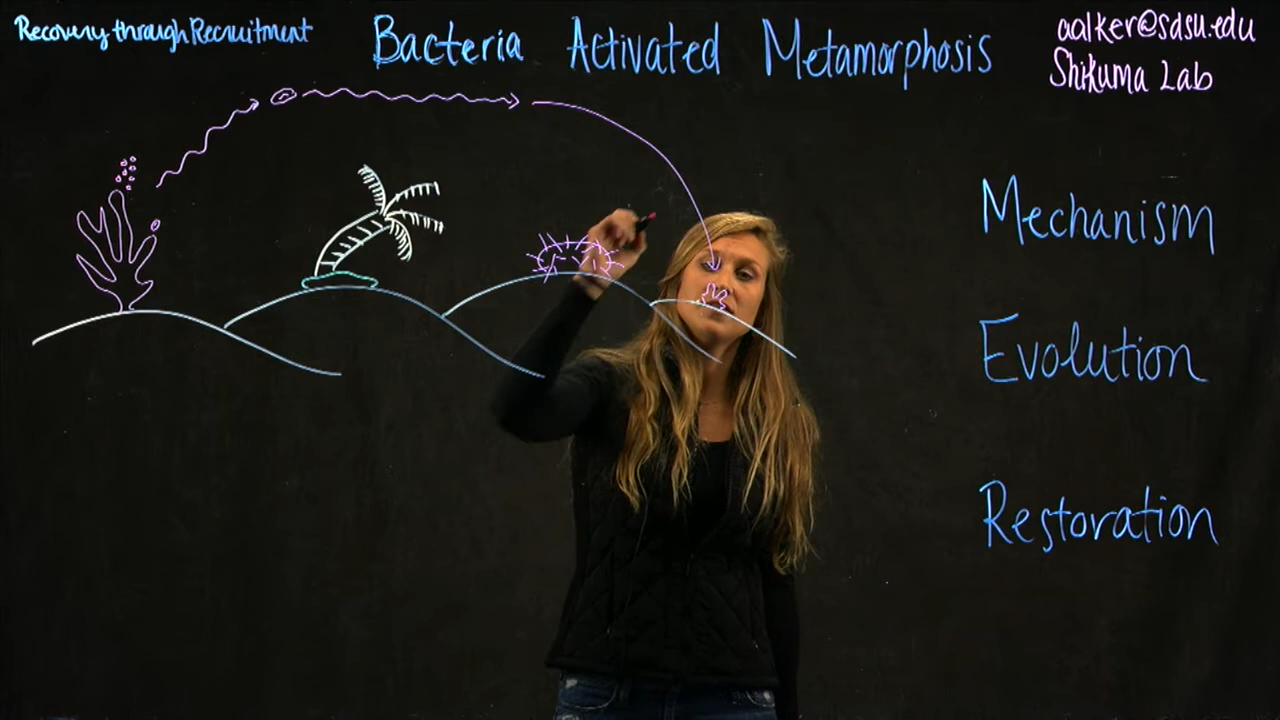 Recovery through Recruitment
Bacteria Activated Metamorphosis
aalker@sdsu.edu
Shikuma Lab
Mechanism
Evolution
Restoration